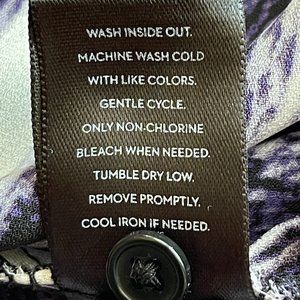 WASH INSIDE OUT.
MACHINE WASH COLD
WITH LIKE COLORS.
GENTLE CYCLE.
ONLY NON-CHLORINE
BLEACH WHEN NEEDED.
TUMBLE DRY LOW.
REMOVE PROMPTLY.
COOL IRON IF NEEDED.